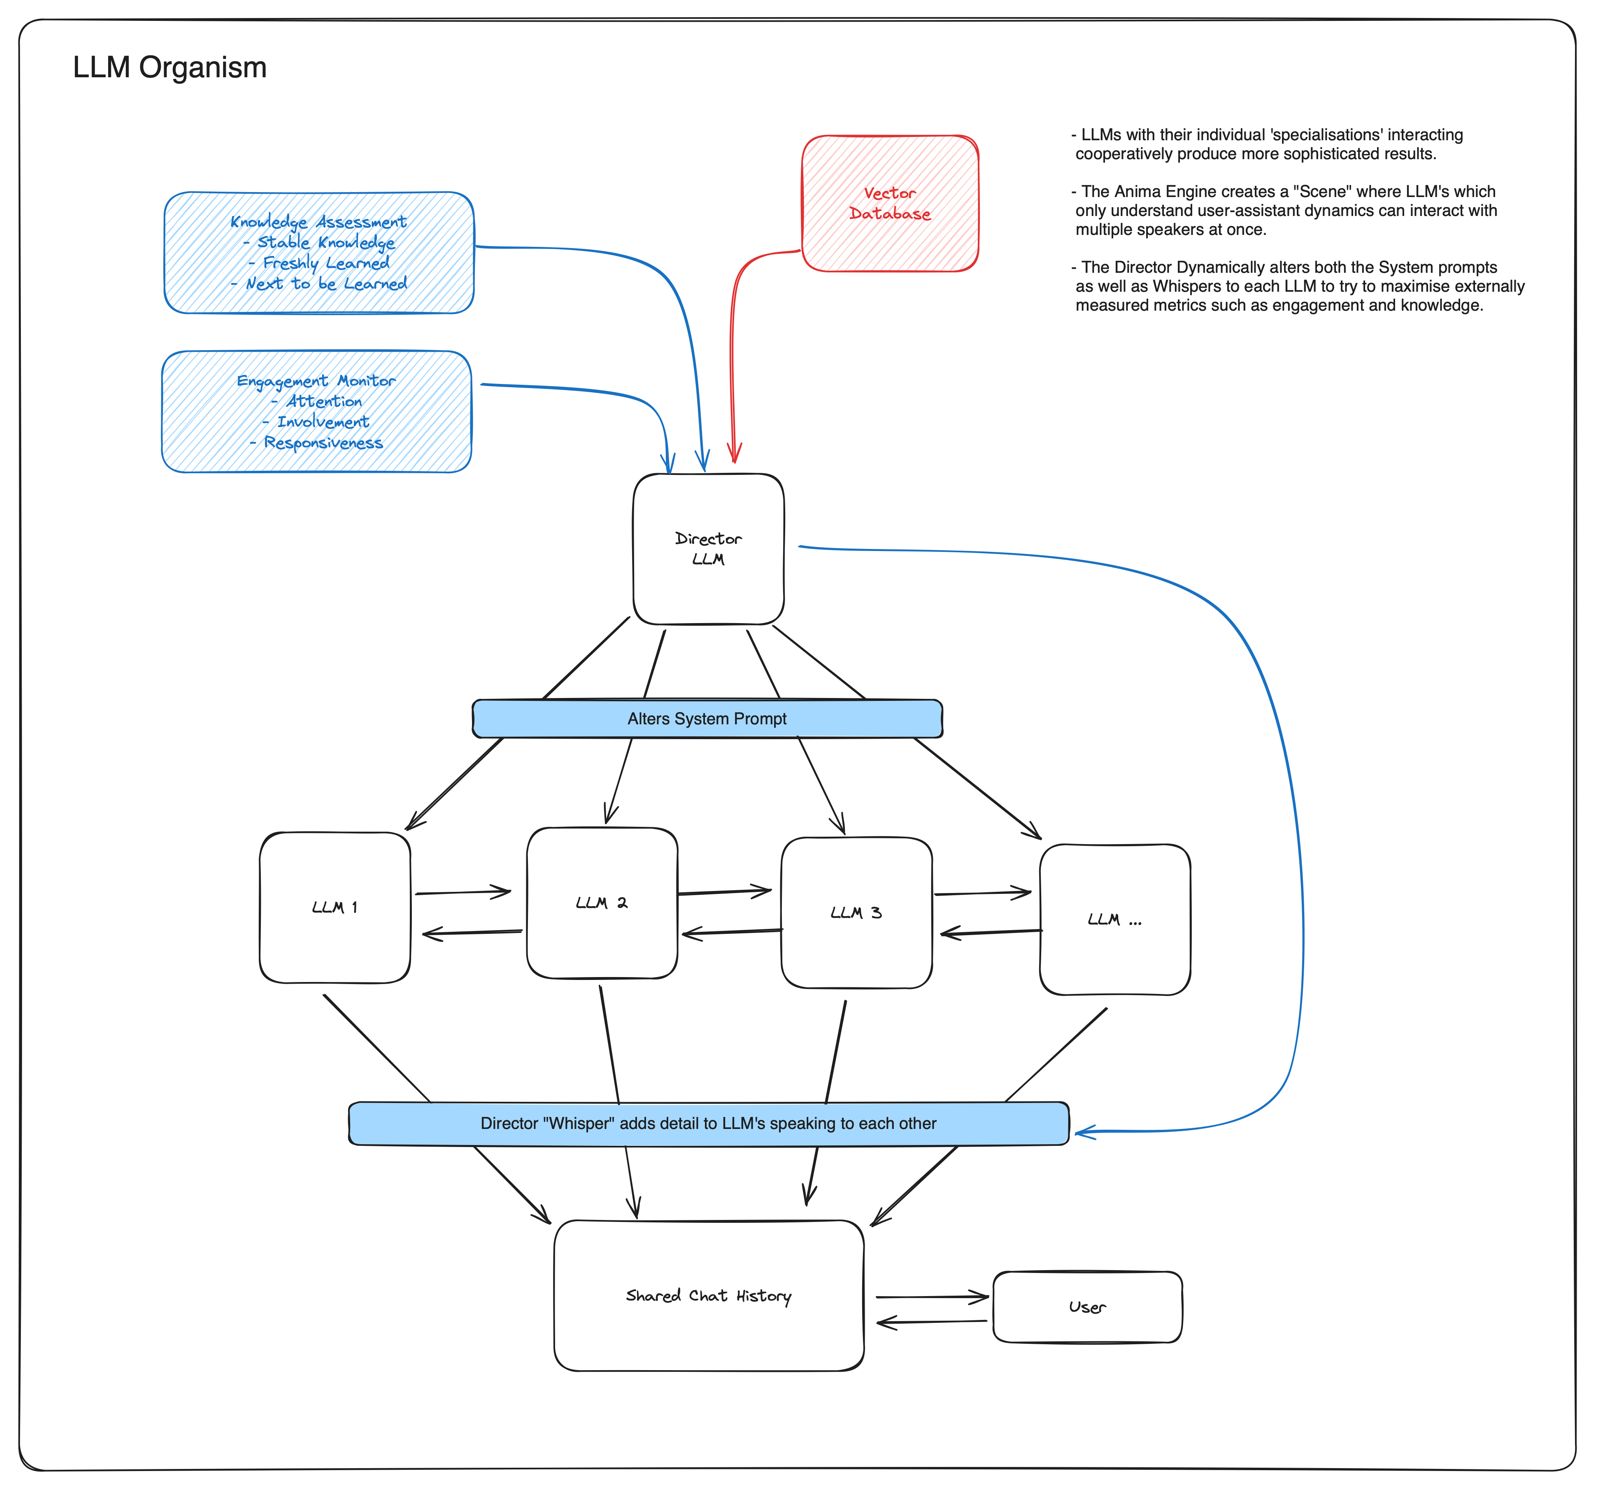 LLM Organism
- LLMs with their individual 'specialisations' interacting
cooperatively produce more sophisticated results.
- The Anima Engine creates a "Scene" where LLM's which
only understand user-assistant dynamics can interact with
multiple speakers at once.
- The Director Dynamically alters both the System prompts
as well as Whispers to each LLM to try to maximise externally
measured metrics such as engagement and knowledge.
Vector
Database
Knowledge Assessment
- Stable Knowledge
- Freshly Learned
- Next to be Learned
Engagement Monitor
- Attention
- Involvement
- Responsiveness
Director
LLM
Alters System Prompt
LLM 1
LLM 2
LLM 3
LLM ...
Director "Whisper" adds detail to LLM's speaking to each other
Shared Chat History
User